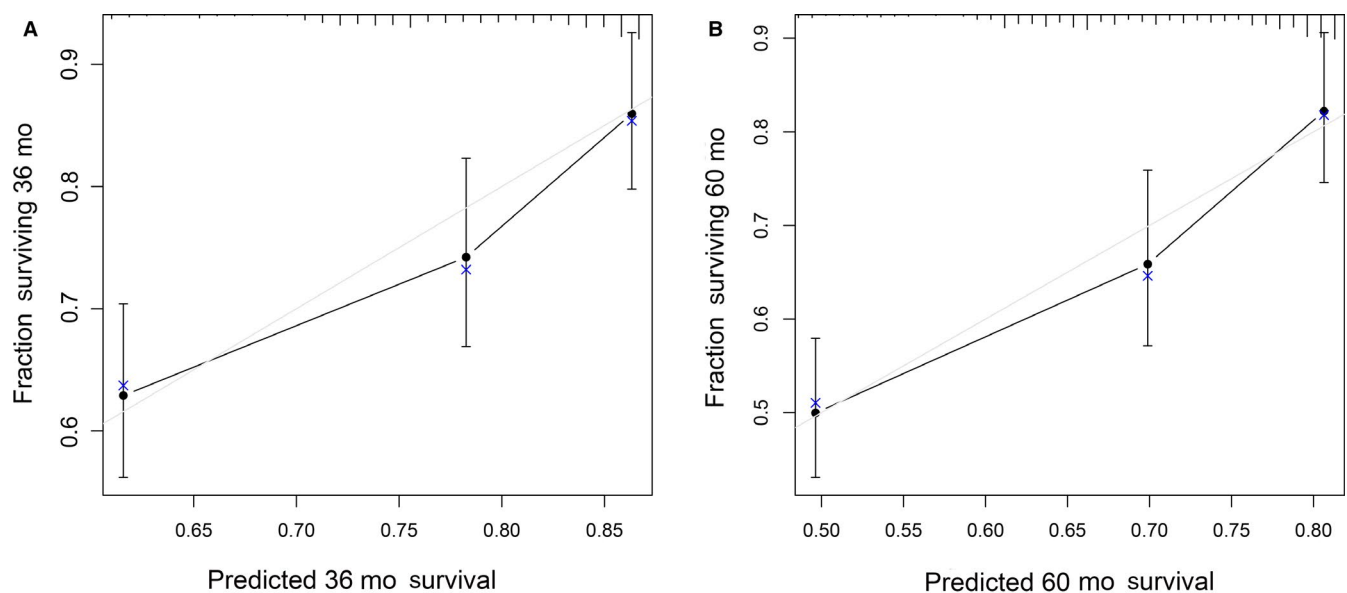 A
Fraction surviving 36 mo
0.9
0.8
0.7
0.6
0.65 0.70 0.75 0.80 0.85
Predicted 36 mo survival
B
Fraction surviving 60 mo
0.9
0.8
0.7
0.6
0.5
0.50 0.55 0.60 0.65 0.70 0.75 0.80
Predicted 60 mo survival